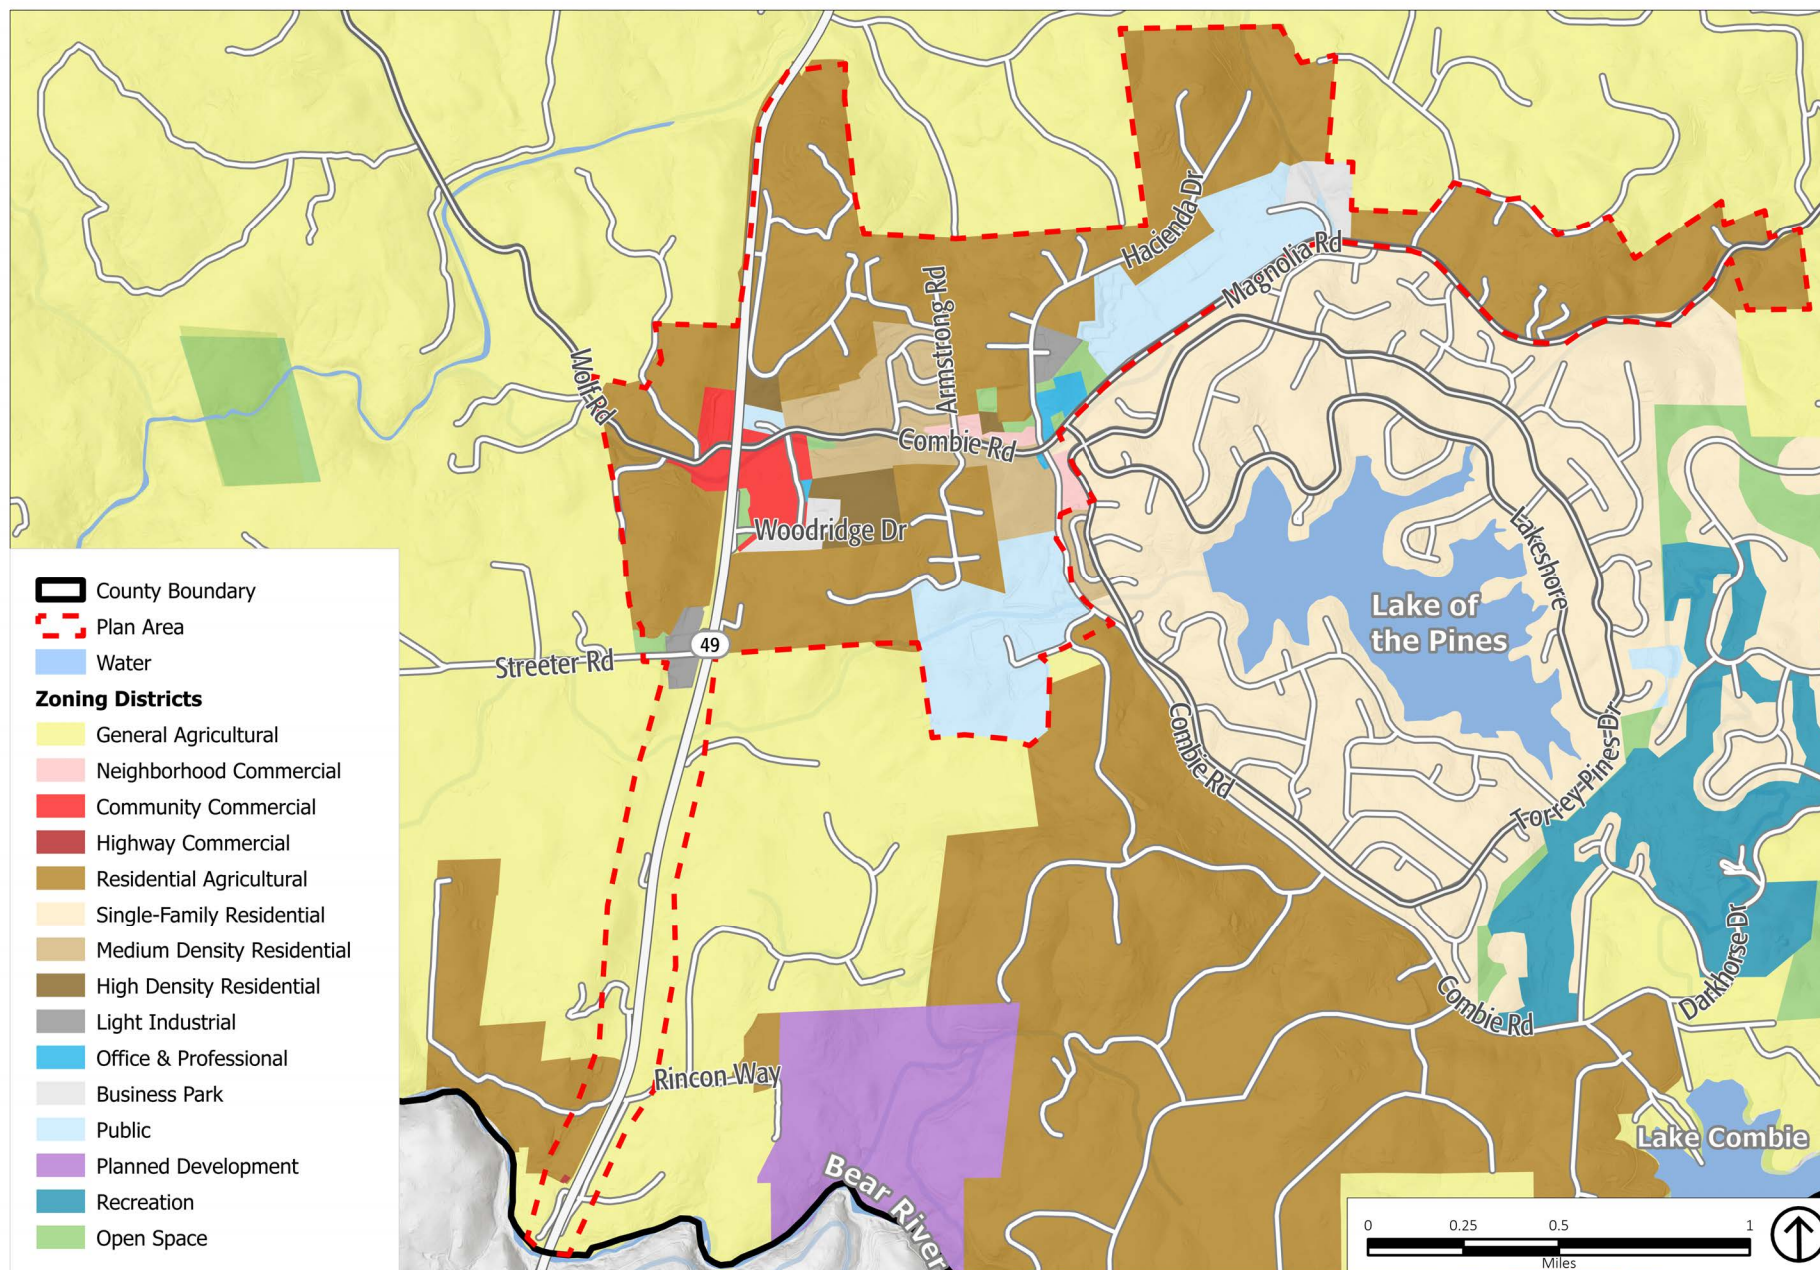 Hacienda Dr
Magnolia Rd
Armstrong Rd
Wolf Rd
Combie Rd
Woodridge Dr
Lakeshore
Lake of
the Pines
49
Streeter Rd
Combie Rd
Torrey Pines Dr
Darkhorse Dr
Combie Rd
Rincon Way
Lake Combie
Bear River
County Boundary
Plan Area
Water
Zoning Districts
General Agricultural
Neighborhood Commercial
Community Commercial
Highway Commercial
Residential Agricultural
Single-Family Residential
Medium Density Residential
High Density Residential
Light Industrial
Office & Professional
Business Park
Public
Planned Development
Recreation
Open Space
0 0.25 0.5 1
Miles